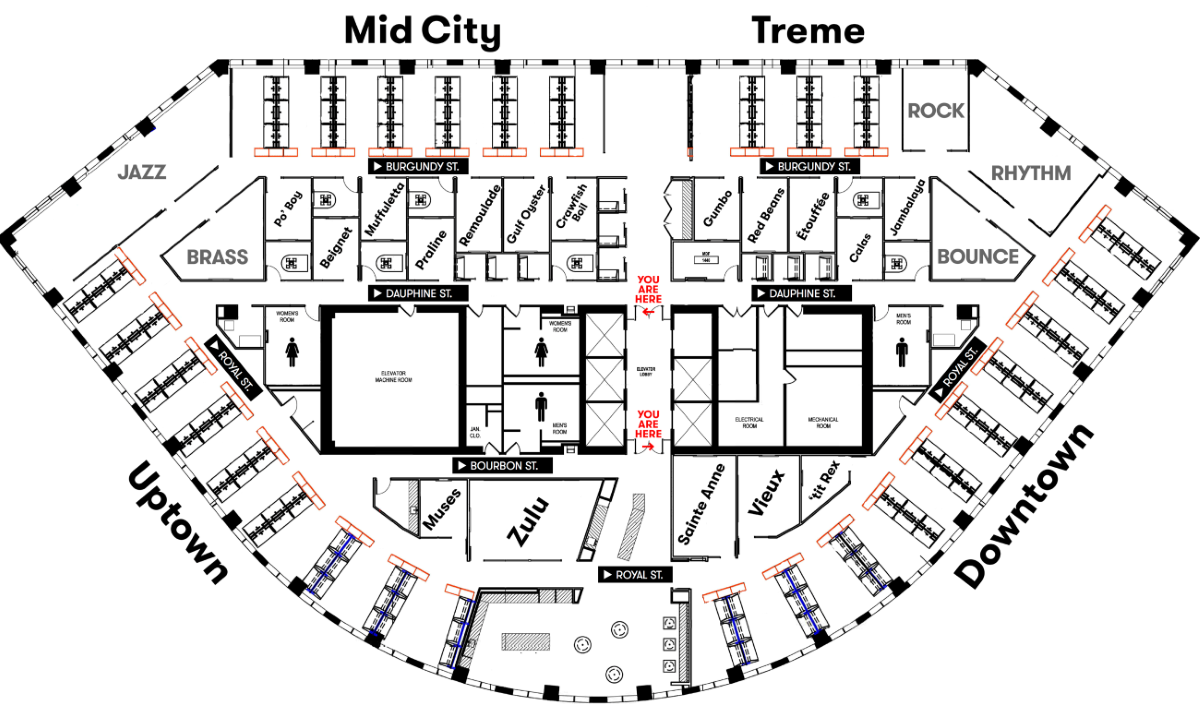 Mid City
Treme
ROCK
JAZZ
RHYTHM
▶ BURGUNDY ST.
▶ BURGUNDY ST.
Po' Boy
Beignet
Muffuletta
Praline
Remoulade
Gulf Oyster
Crawfish
Boil
Gumbo
Red Beans
Étouffée
Calas
Jambalaya
BRASS
BOUNCE
MDF
▶ DAUPHINE ST.
▶ DAUPHINE ST.
YOU
ARE
HERE
WOMEN'S
ROOM
WOMEN'S
ROOM
MEN'S
ROOM
▶ ROYAL ST.
▶ ROYAL ST.
ELEVATOR
MACHINE ROOM
ELEVATOR
LOBBY
JAN.
CLO.
MEN'S
ROOM
YOU
ARE
HERE
ELECTRICAL
ROOM
MECHANICAL
ROOM
▶ BOURBON ST.
Uptown
Muses
Zulu
Sainte Anne
Vieux
'tit Rex
Downtown
▶ ROYAL ST.